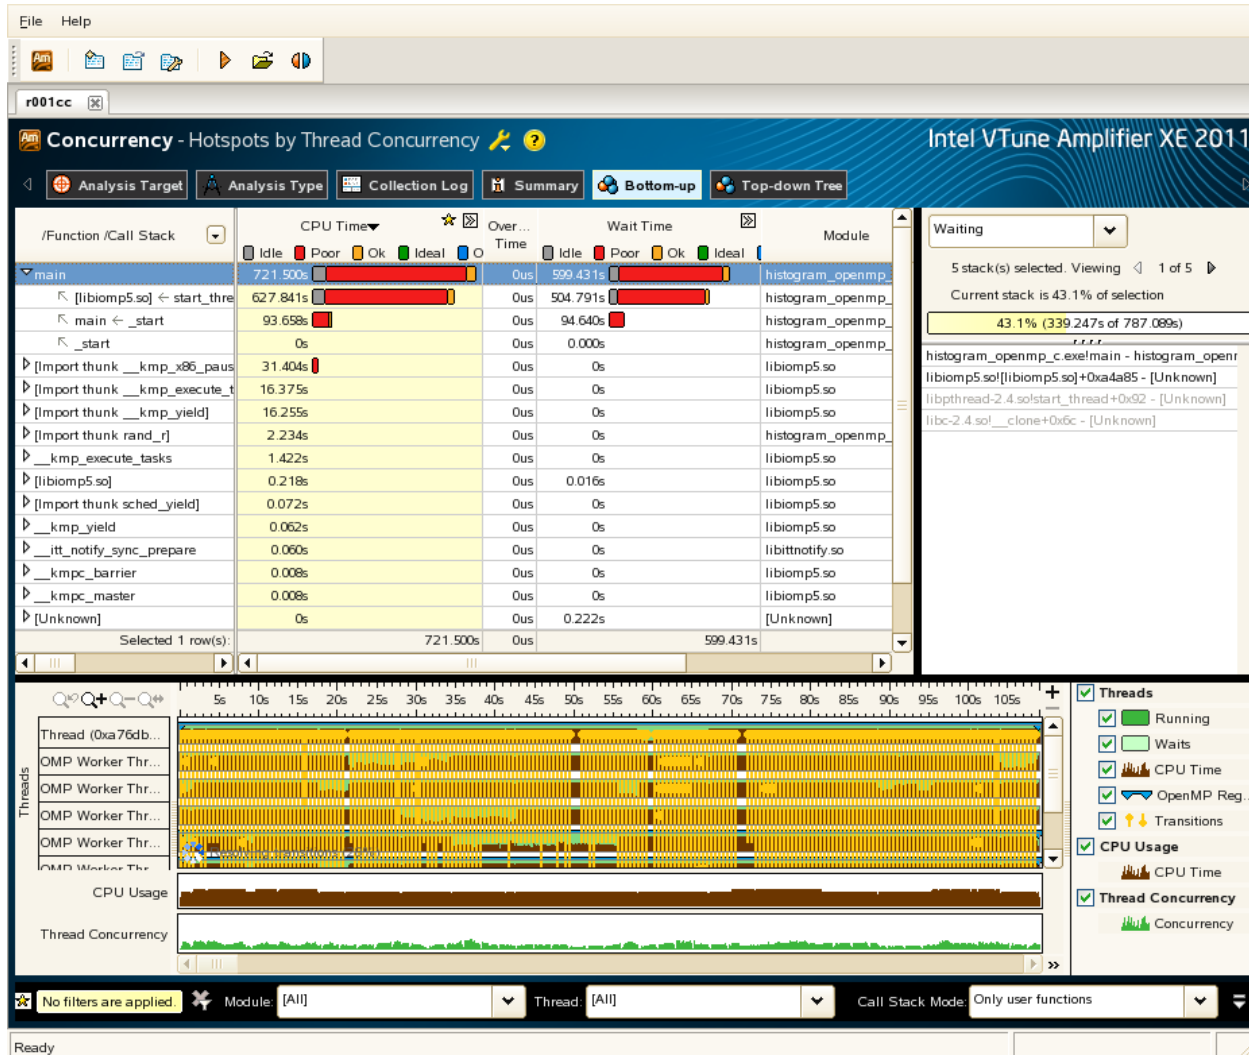 File Help
r001cc
Concurrency - Hotspots by Thread Concurrency
Intel VTune Amplifier XE 2011
Analysis Target Analysis Type Collection Log Summary Bottom-up Top-down Tree
/Function /Call Stack CPU Time Over... Time Wait Time Module
Idle Poor Ok Ideal O Idle Poor Ok Ideal
main 721.500s 0us 599.431s histogram_openmp_
[libiomp5.so] ← start_thre 627.841s 0us 504.791s histogram_openmp_
main ← _start 93.658s 0us 94.640s histogram_openmp_
_start 0s 0us 0.000s histogram_openmp_
[Import thunk __kmp_x86_paus 31.404s 0us 0s libiomp5.so
[Import thunk __kmp_execute_t 16.375s 0us 0s libiomp5.so
[Import thunk __kmp_yield] 16.255s 0us 0s libiomp5.so
[Import thunk rand_r] 2.234s 0us 0s histogram_openmp_
__kmp_execute_tasks 1.422s 0us 0s libiomp5.so
[libiomp5.so] 0.218s 0us 0.016s libiomp5.so
[Import thunk sched_yield] 0.072s 0us 0s libiomp5.so
__kmp_yield 0.062s 0us 0s libiomp5.so
__itt_notify_sync_prepare 0.060s 0us 0s libittnotify.so
__kmpc_barrier 0.008s 0us 0s libiomp5.so
__kmpc_master 0.008s 0us 0s libiomp5.so
[Unknown] 0s 0us 0.222s [Unknown]
Selected 1 row(s): 721.500s 0us 599.431s
Waiting
5 stack(s) selected. Viewing 1 of 5
Current stack is 43.1% of selection
43.1% (339.247s of 787.089s)
histogram_openmp_c.exe!main - histogram_openr
libiomp5.so![libiomp5.so]+0xa4a85 - [Unknown]
libpthread-2.4.so!start_thread+0x92 - [Unknown]
libc-2.4.so!__clone+0x6c - [Unknown]
5s 10s 15s 20s 25s 30s 35s 40s 45s 50s 55s 60s 65s 70s 75s 80s 85s 90s 95s 100s 105s
Threads
Thread (0xa76db...
OMP Worker Thr...
OMP Worker Thr...
OMP Worker Thr...
OMP Worker Thr...
OMP Worker Thr
CPU Usage
Thread Concurrency
Threads
Running
Waits
CPU Time
OpenMP Reg...
Transitions
CPU Usage
CPU Time
Thread Concurrency
Concurrency
No filters are applied. Module: [All] Thread: [All] Call Stack Mode: Only user functions
Ready